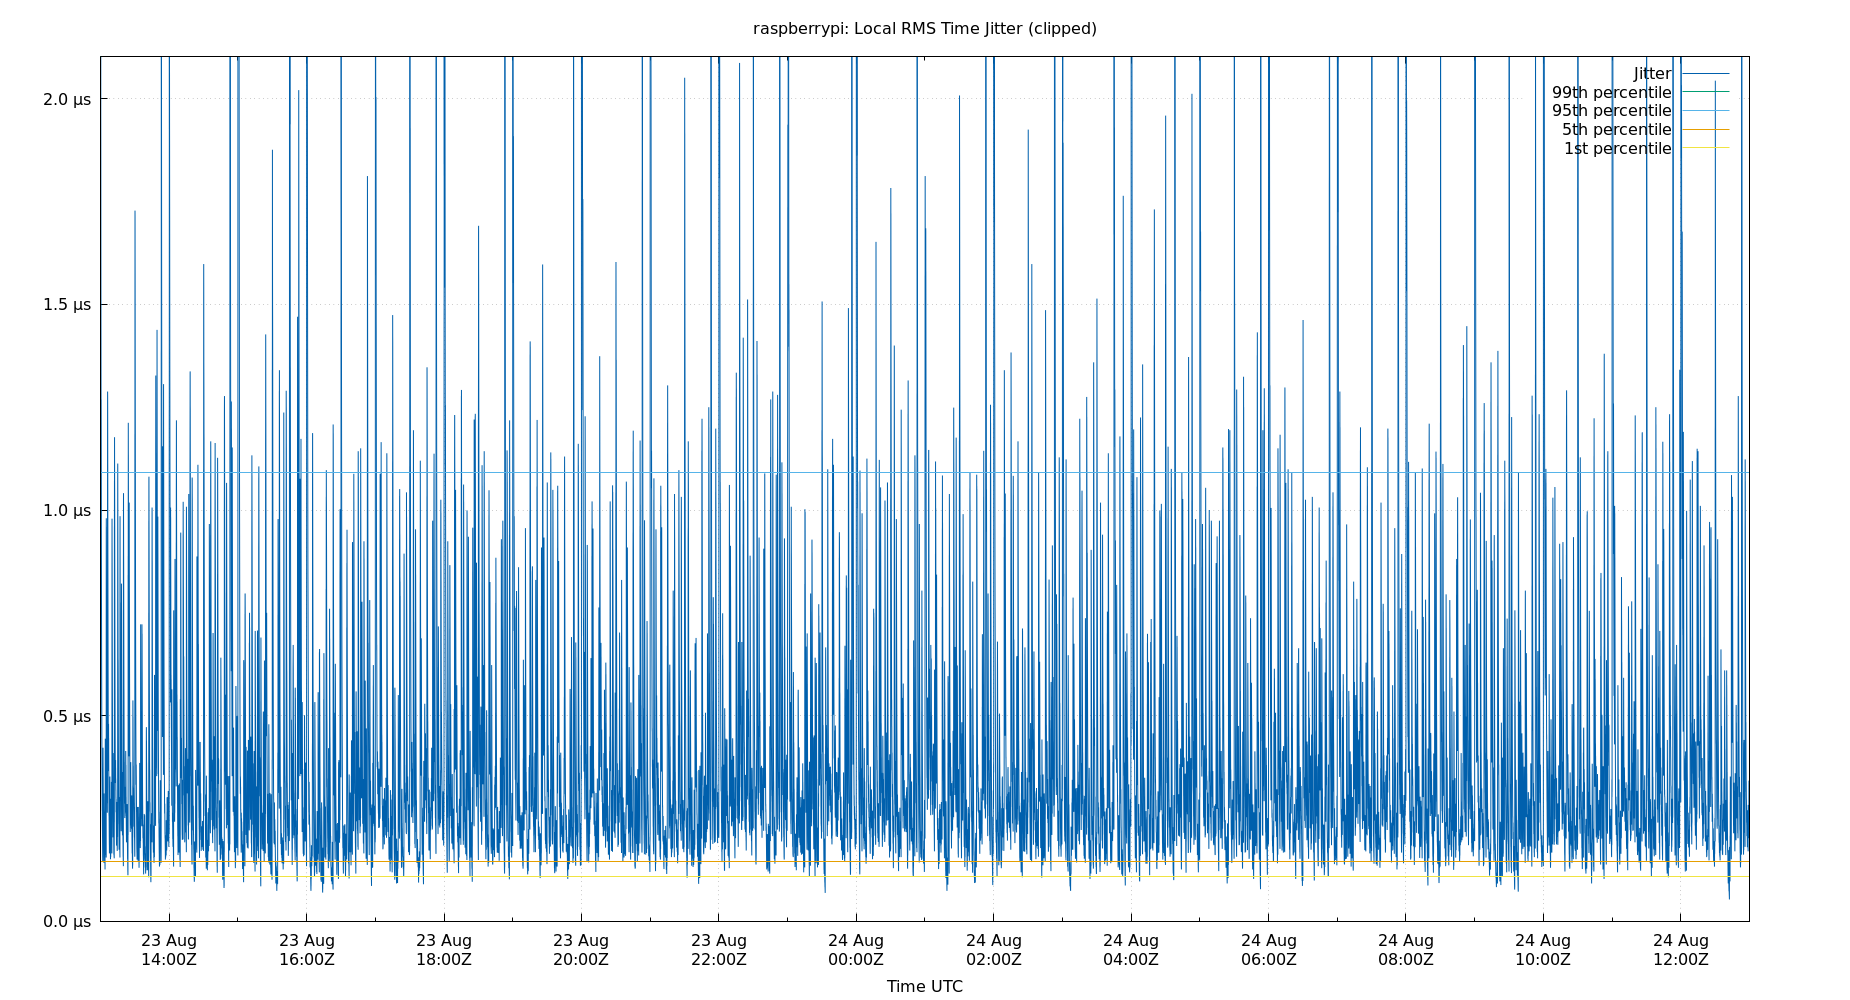 raspberrypi: Local RMS Time Jitter (clipped)
Jitter
99th percentile
95th percentile
5th percentile
1st percentile
2.0 μs
1.5 μs
1.0 μs
0.5 μs
0.0 μs
23 Aug 23 Aug 23 Aug 23 Aug 23 Aug 24 Aug 24 Aug 24 Aug 24 Aug 24 Aug 24 Aug 24 Aug
14:00Z 16:00Z 18:00Z 20:00Z 22:00Z 00:00Z 02:00Z 04:00Z 06:00Z 08:00Z 10:00Z 12:00Z
Time UTC